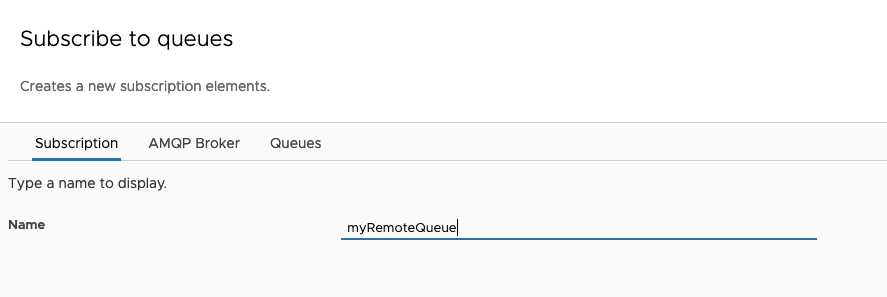 Subscribe to queues
Creates a new subscription elements.
Subscription AMQP Broker Queues
Type a name to display.
Name myRemoteQueue